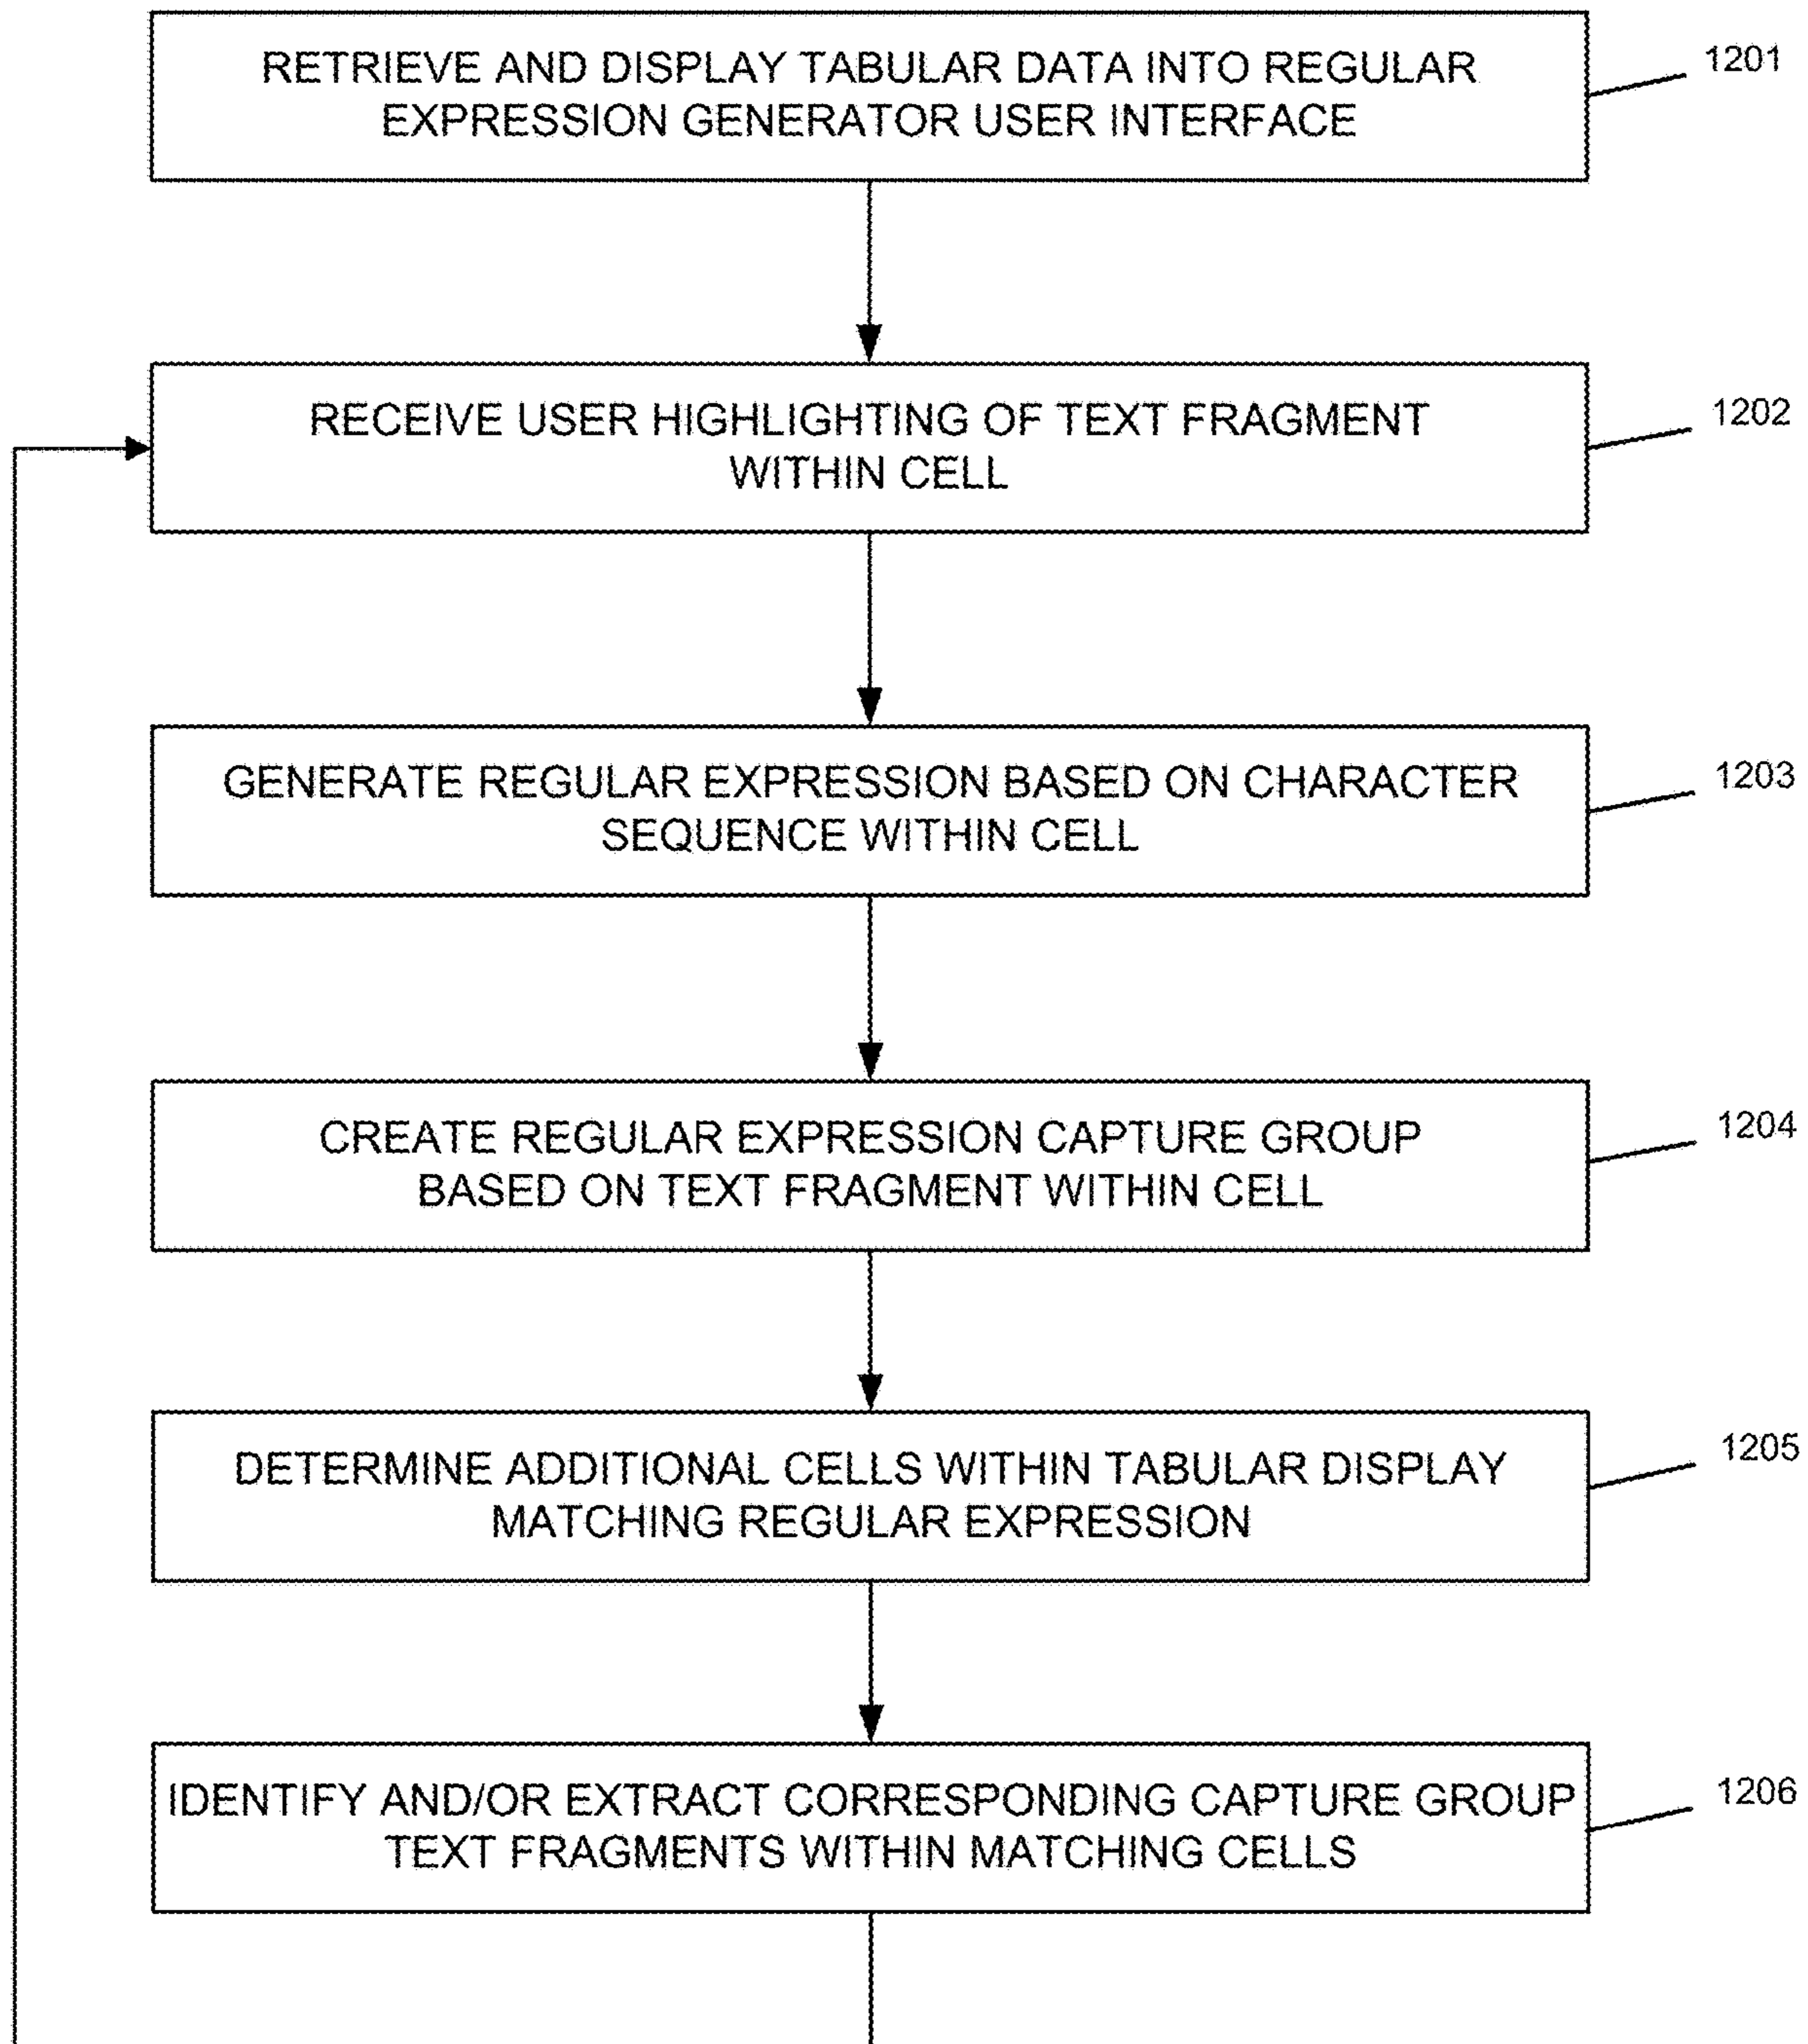 RETRIEVE AND DISPLAY TABULAR DATA INTO REGULAR
EXPRESSION GENERATOR USER INTERFACE
1201
RECEIVE USER HIGHLIGHTING OF TEXT FRAGMENT
WITHIN CELL
1202
GENERATE REGULAR EXPRESSION BASED ON CHARACTER
SEQUENCE WITHIN CELL
1203
CREATE REGULAR EXPRESSION CAPTURE GROUP
BASED ON TEXT FRAGMENT WITHIN CELL
1204
DETERMINE ADDITIONAL CELLS WITHIN TABULAR DISPLAY
MATCHING REGULAR EXPRESSION
1205
IDENTIFY AND/OR EXTRACT CORRESPONDING CAPTURE GROUP
TEXT FRAGMENTS WITHIN MATCHING CELLS
1206